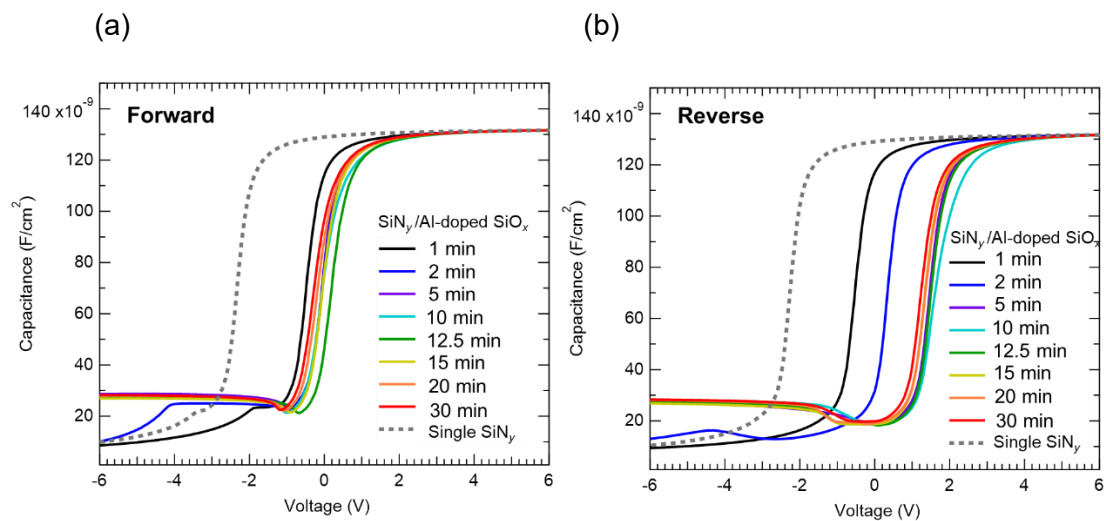 (a)
(b)
140 x10⁻⁹
Forward
120
100
80
60
40
20
Capacitance (F/cm²)
SiNy/Al-doped SiOx
1 min
2 min
5 min
10 min
12.5 min
15 min
20 min
30 min
Single SiNy
-6 -4 -2 0 2 4 6
Voltage (V)
140 x10⁻⁹
Reverse
120
100
80
60
40
20
Capacitance (F/cm²)
SiNy/Al-doped SiOx
1 min
2 min
5 min
10 min
12.5 min
15 min
20 min
30 min
Single SiNy
-6 -4 -2 0 2 4 6
Voltage (V)